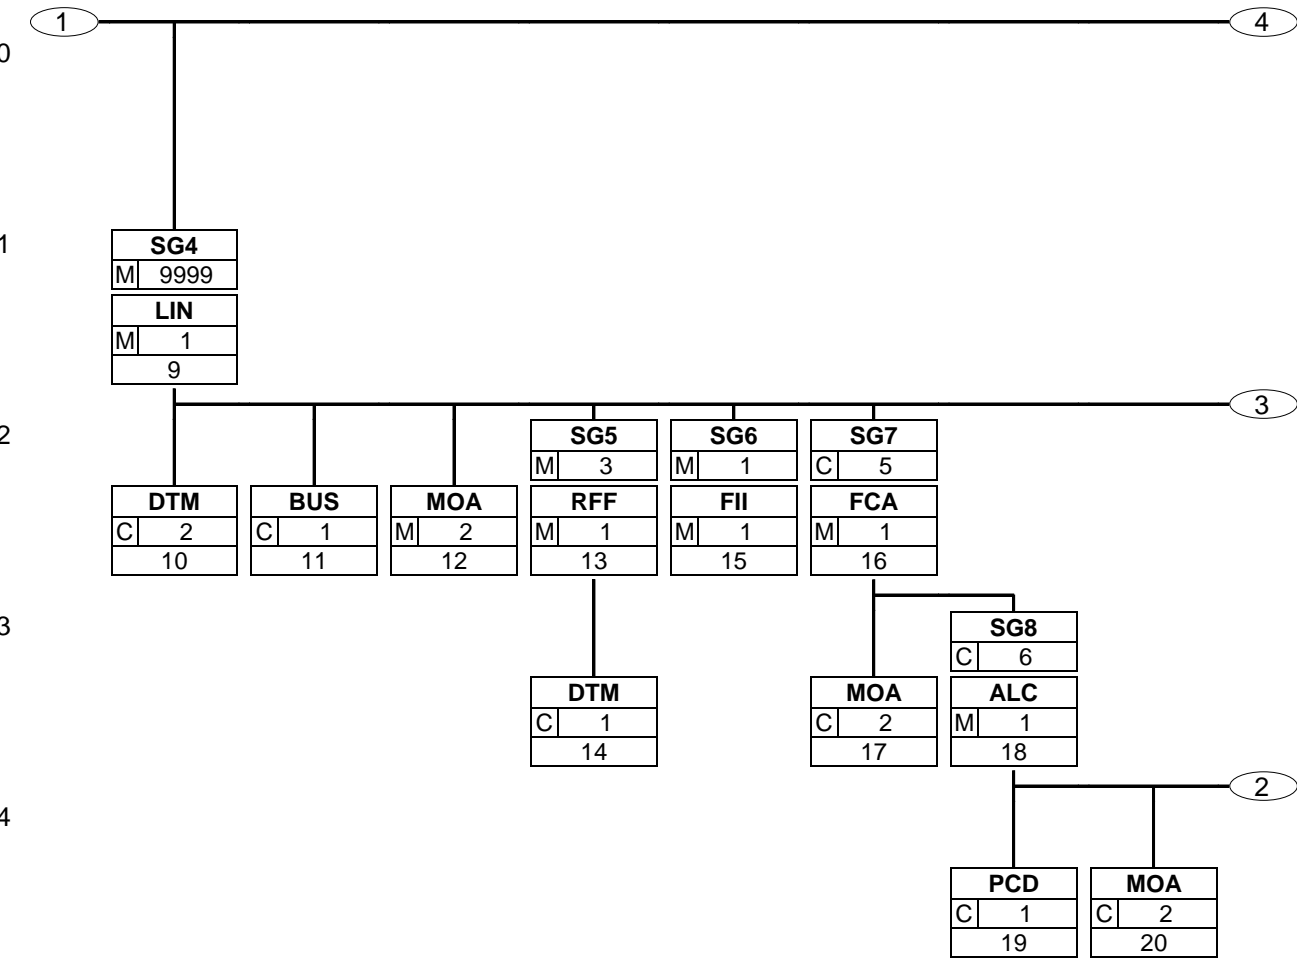 1 4
0
1
SG4
M 9999
LIN
M 1
9
3
2
SG5 SG6 SG7
M 3 M 1 C 5
DTM BUS MOA RFF FII FCA
C 2 C 1 M 2 M 1 M 1 M 1
10 11 12 13 15 16
3
SG8
C 6
DTM MOA ALC
C 1 C 2 M 1
14 17 18
2
4
PCD MOA
C 1 C 2
19 20